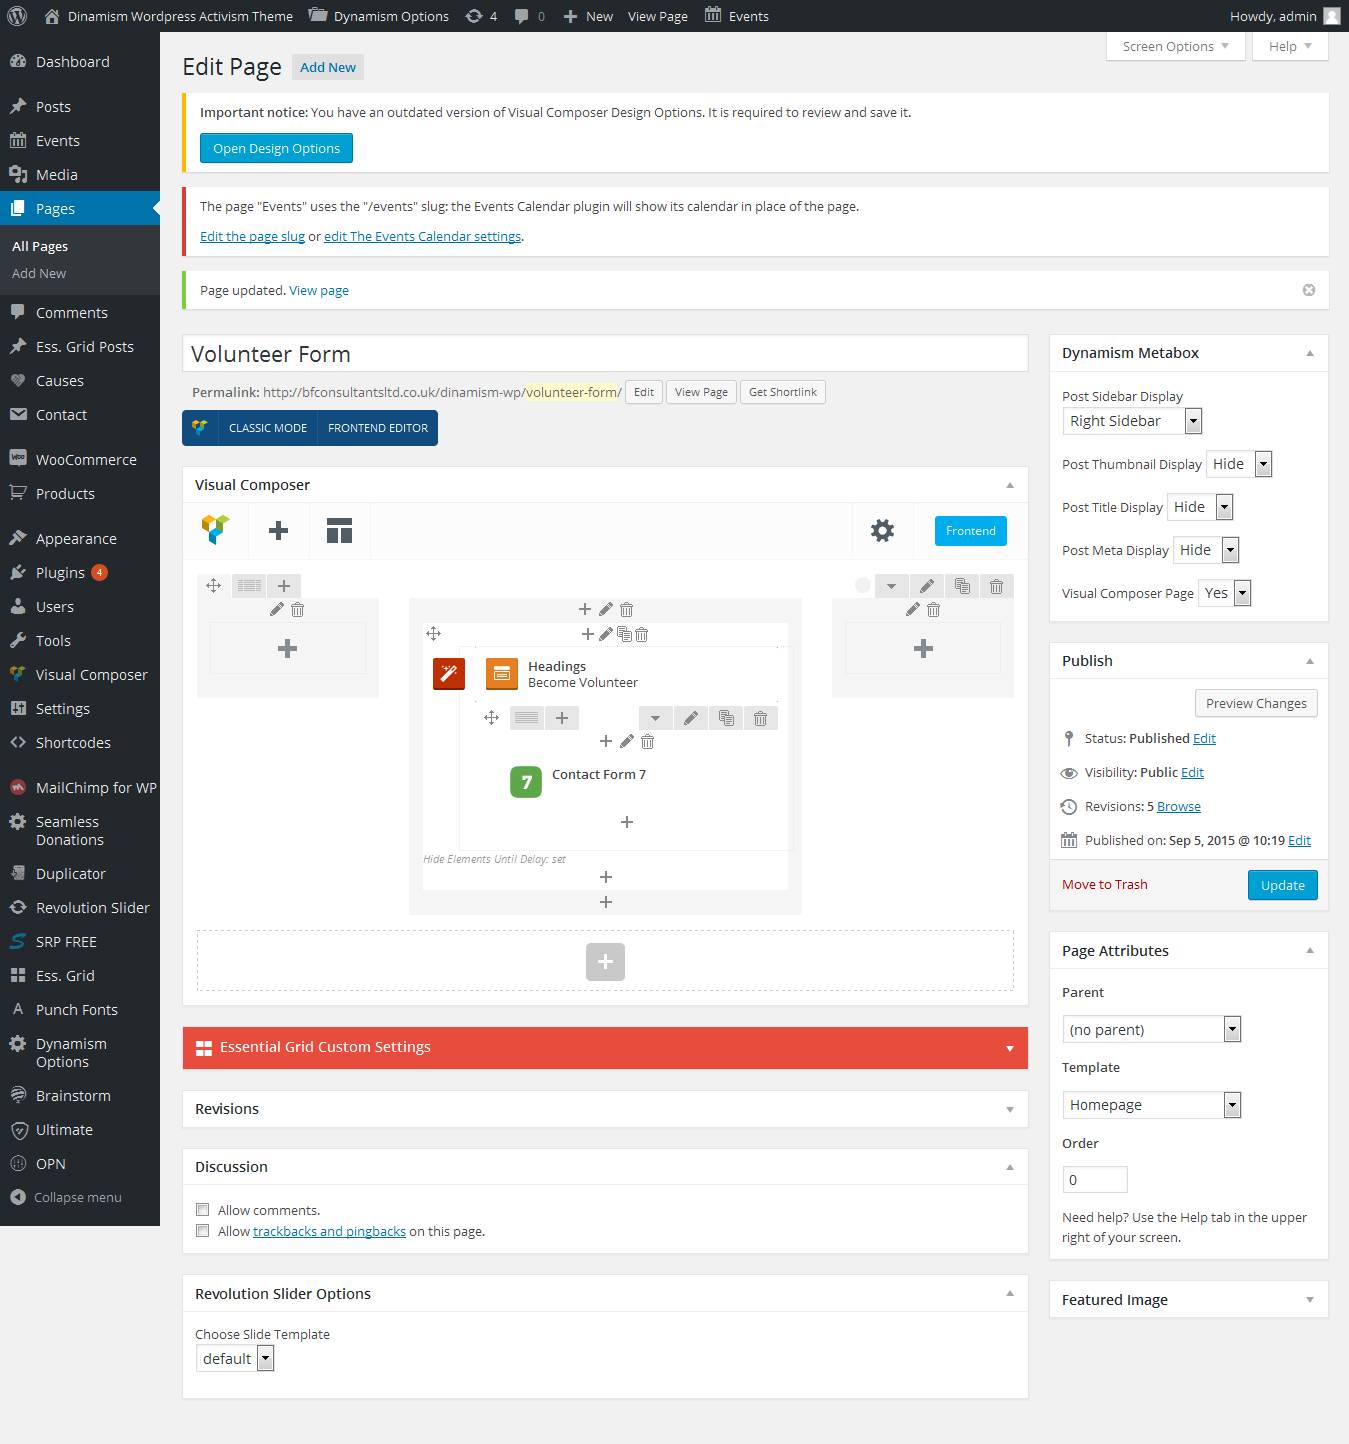 Dinamism Wordpress Activism Theme Dynamism Options 4 0 New View Page Events Howdy, admin
Screen Options Help
Dashboard
Posts
Events
Media
Pages
All Pages
Add New
Comments
Ess. Grid Posts
Causes
Contact
WooCommerce
Products
Appearance
Plugins 4
Users
Tools
Visual Composer
Settings
Shortcodes
MailChimp for WP
Seamless
Donations
Duplicator
Revolution Slider
SRP FREE
Ess. Grid
Punch Fonts
Dynamism
Options
Brainstorm
Ultimate
OPN
Collapse menu
Edit Page Add New
Important notice: You have an outdated version of Visual Composer Design Options. It is required to review and save it.
Open Design Options
The page "Events" uses the "/events" slug: the Events Calendar plugin will show its calendar in place of the page.
Edit the page slug or edit The Events Calendar settings.
Page updated. View page
Volunteer Form
Permalink: http://bfconsultantsltd.co.uk/dinamism-wp/volunteer-form/ Edit View Page Get Shortlink
CLASSIC MODE FRONTEND EDITOR
Visual Composer
Frontend
Headings
Become Volunteer
7 Contact Form 7
Hide Elements Until Delay: set
Essential Grid Custom Settings
Revisions
Discussion
Allow comments.
Allow trackbacks and pingbacks on this page.
Revolution Slider Options
Choose Slide Template
default
Dynamism Metabox
Post Sidebar Display
Right Sidebar
Post Thumbnail Display Hide
Post Title Display Hide
Post Meta Display Hide
Visual Composer Page Yes
Publish
Preview Changes
Status: Published Edit
Visibility: Public Edit
Revisions: 5 Browse
Published on: Sep 5, 2015 @ 10:19 Edit
Move to Trash Update
Page Attributes
Parent
(no parent)
Template
Homepage
Order
0
Need help? Use the Help tab in the upper
right of your screen.
Featured Image